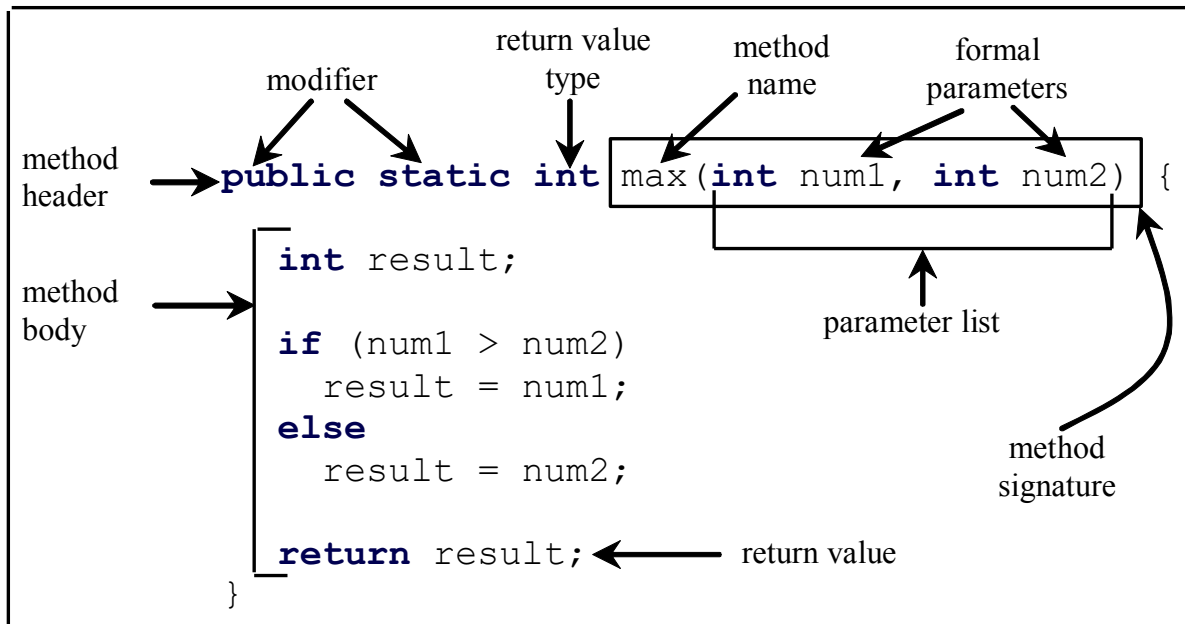 return value
type
method
name
formal
parameters
modifier
method
header
public static int max(int num1, int num2) {
method
body
int result;
parameter list
if (num1 > num2)
result = num1;
else
result = num2;
method
signature
return result;
return value
}